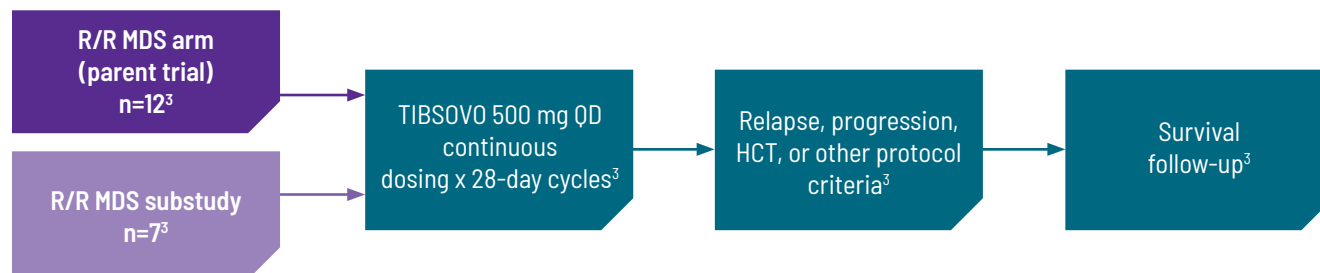 R/R MDS arm
(parent trial)
n=12³
R/R MDS substudy
n=7³
TIBSOVO 500 mg QD
continuous
dosing x 28-day cycles³
Relapse, progression,
HCT, or other protocol
criteria³
Survival
follow-up³